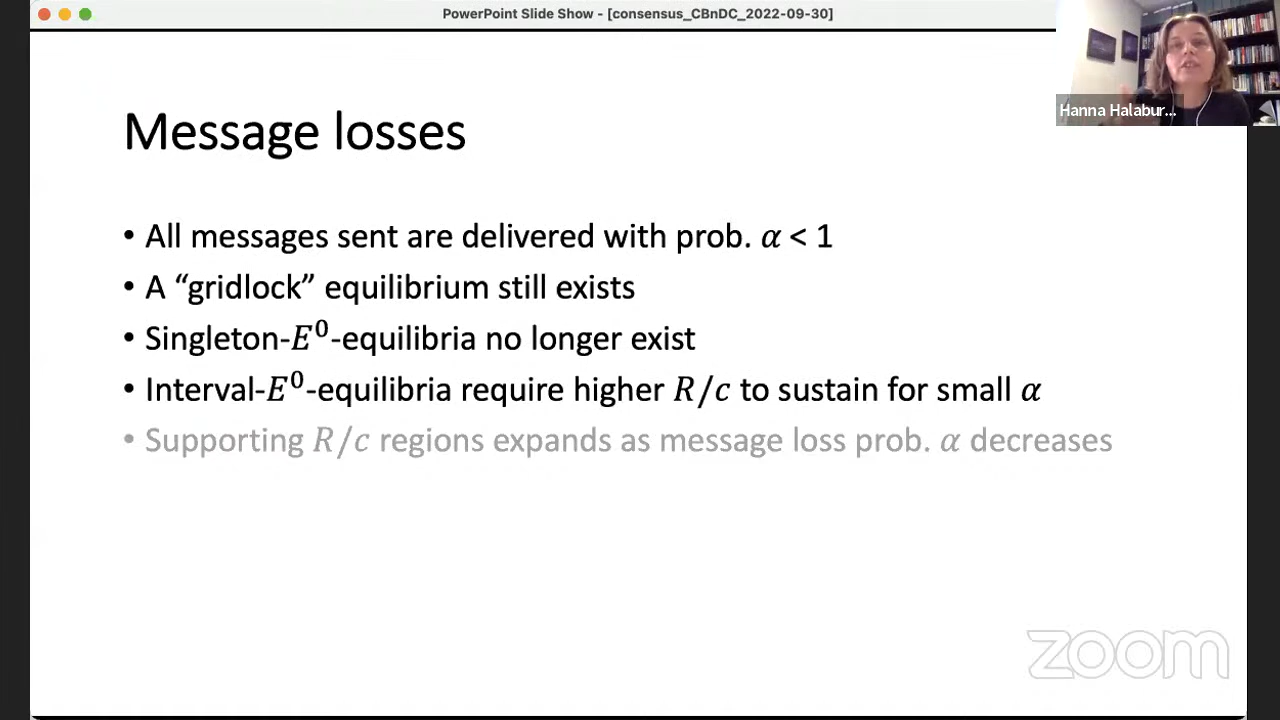 PowerPoint Slide Show - [consensus_CBnDC_2022-09-30]
Hanna Halabur...
Message losses
• All messages sent are delivered with prob. α < 1
• A “gridlock” equilibrium still exists
• Singleton-E⁰-equilibria no longer exist
• Interval-E⁰-equilibria require higher R/c to sustain for small α
• Supporting R/c regions expands as message loss prob. α decreases
zoom